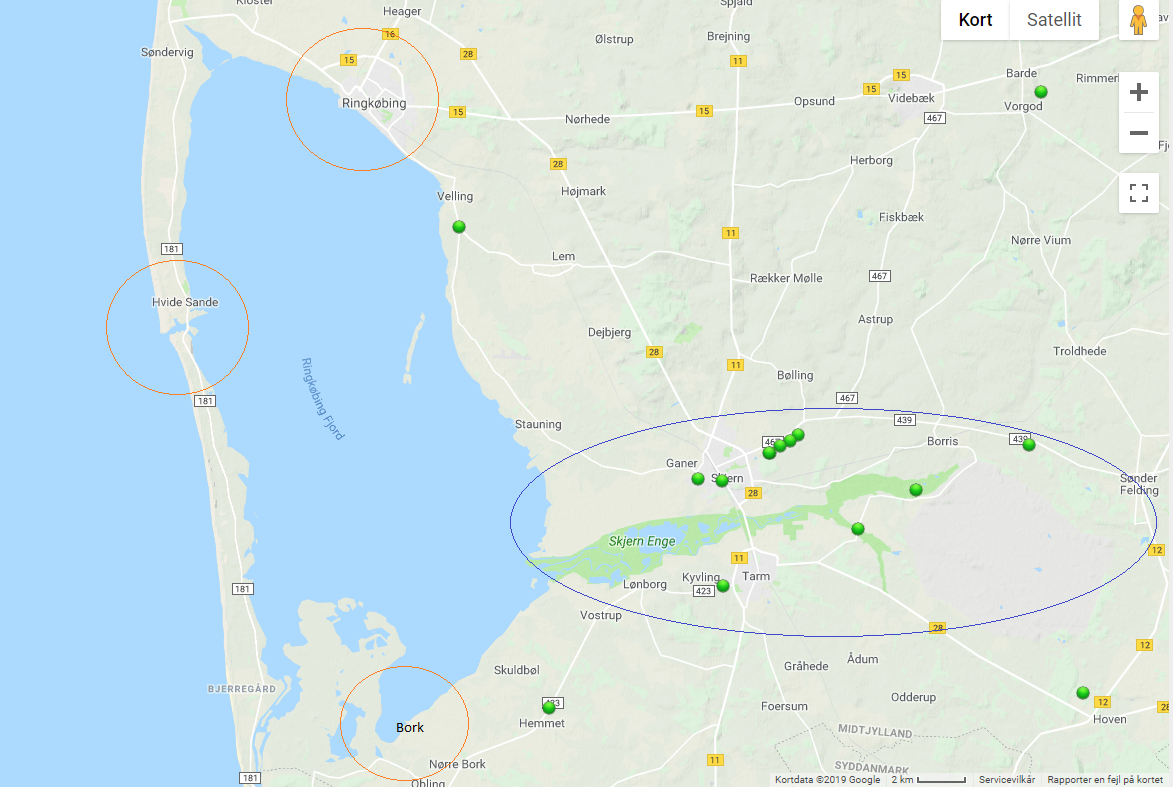 Kloster
Heager
Spjald
Kort
Satellit
Søndervig
16
Ølstrup
Brejning
15
28
11
15
Barde
Ringkøbing
15
Videbæk
Opsund
15
15
Vorgod
467
Nørhede
28
Herborg
Højmark
Velling
Fiskbæk
11
Nørre Vium
181
Lem
Rækker Mølle
467
Hvide Sande
Astrup
Dejbjerg
28
Troldhede
11
Bølling
Ringkøbing Fjord
181
467
Stauning
439
Borris
Ganer
Sønder
Felding
28
Skjern Enge
12
11
Kyvling
Tarm
Lønborg
423
181
Vostrup
28
12
Ådum
Gråhede
Skuldbøl
BJERREGÅRD
Odderup
12
28
Foersum
Hoven
Hemmet
Bork
MIDTJYLLAND
11
Nørre Bork
SYDDANMARK
181
Obling
Kortdata ©2019 Google
2 km
Servicevilkår
Rapporter en fejl på kortet